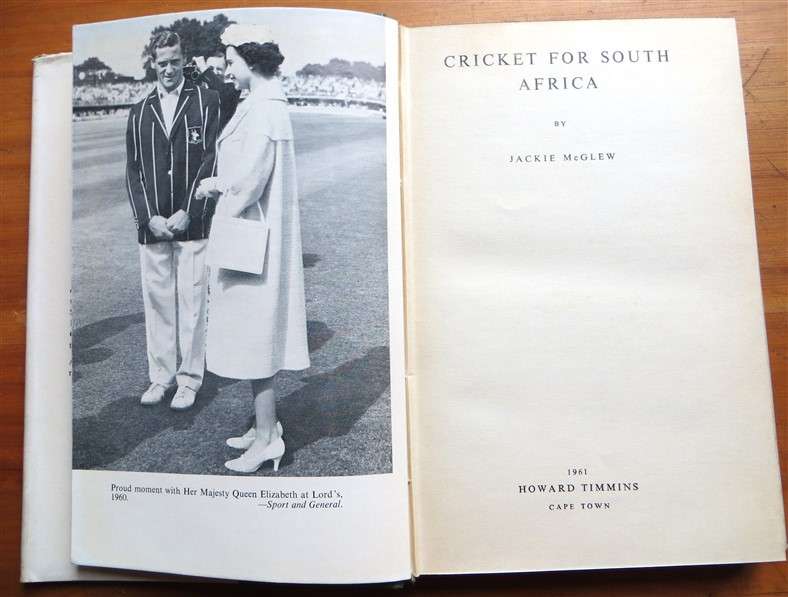 Proud moment with Her Majesty Queen Elizabeth at Lord's,
1960.
—Sport and General.
CRICKET FOR SOUTH
AFRICA
BY
JACKIE McGLEW
1961
HOWARD TIMMINS
CAPE TOWN